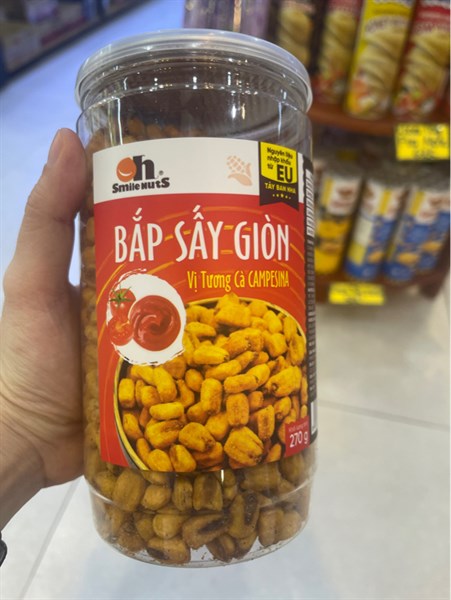 oh
Smile Nuts
Nguyên liệu
nhập khẩu
từ EU
TÂY BAN NHA
BẮP SẤY GIÒN
Vị Tương Cà CAMPESINA
270 g